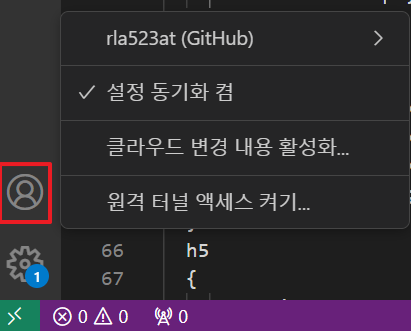 rla523at (GitHub)
설정 동기화 켬
클라우드 변경 내용 활성화...
원격 터널 액세스 켜기...
66 h5
67 {
1
0 0 0